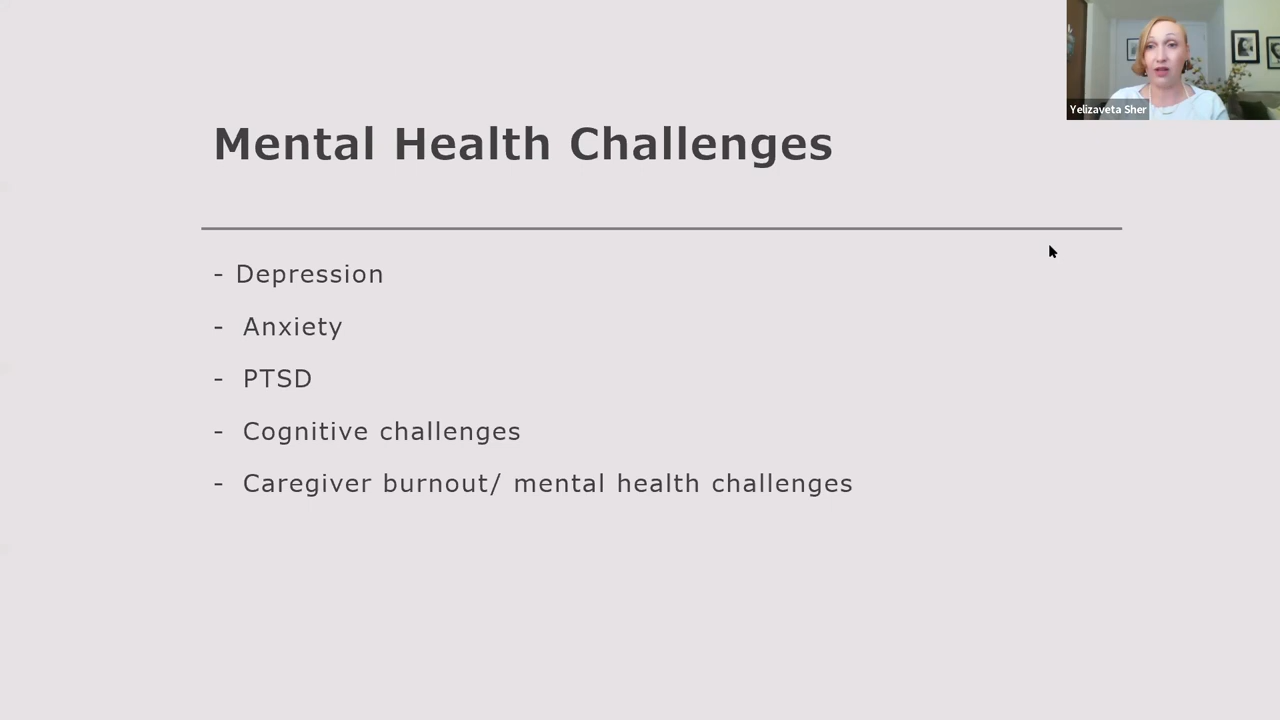 Yelizaveta Sher
Mental Health Challenges
- Depression
- Anxiety
- PTSD
- Cognitive challenges
- Caregiver burnout/ mental health challenges